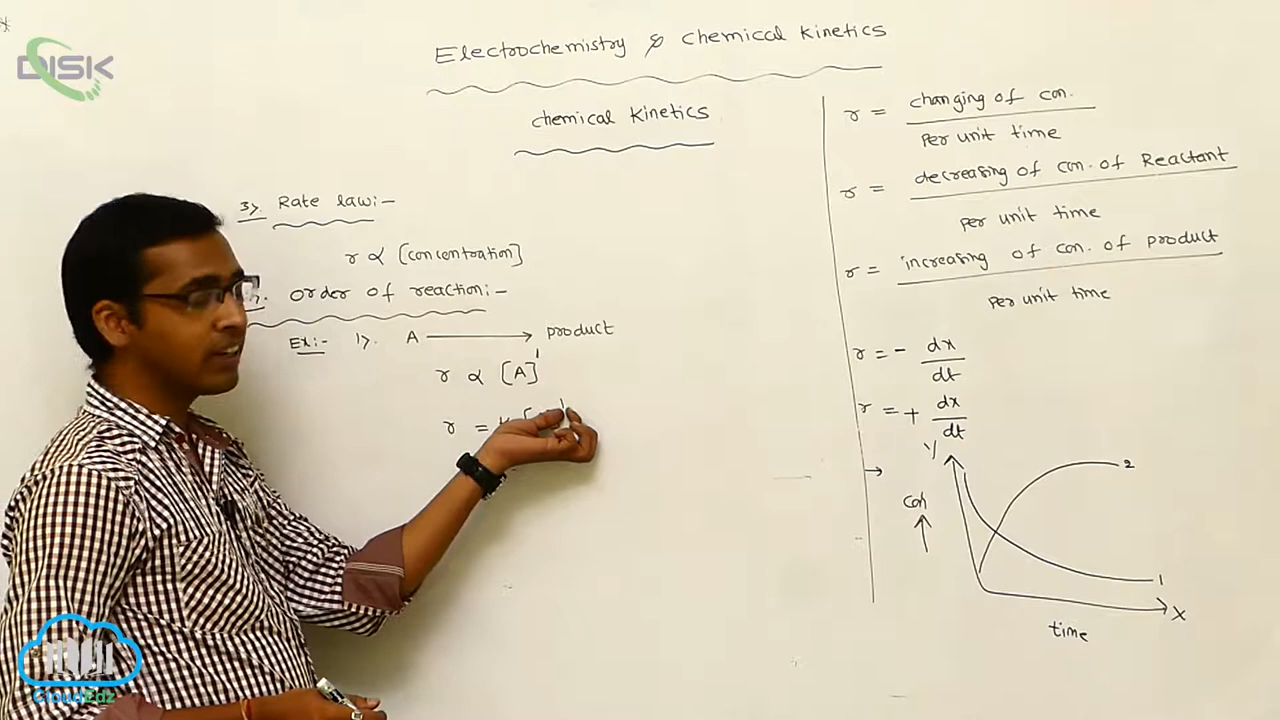 DISK
Electrochemistry & chemical kinetics
chemical kinetics
3>. Rate law:-
r ∝ [concentration]
order of reaction:-
Ex:- 1>. A ⟶ product
r ∝ [A]¹
r = K
r = changing of con. / per unit time
r = decreasing of con. of Reactant / per unit time
r = increasing of con. of product / per unit time
r = - dx/dt
r = + dx/dt
→
Y
2
con
↑
1
X
time
CloudEdz